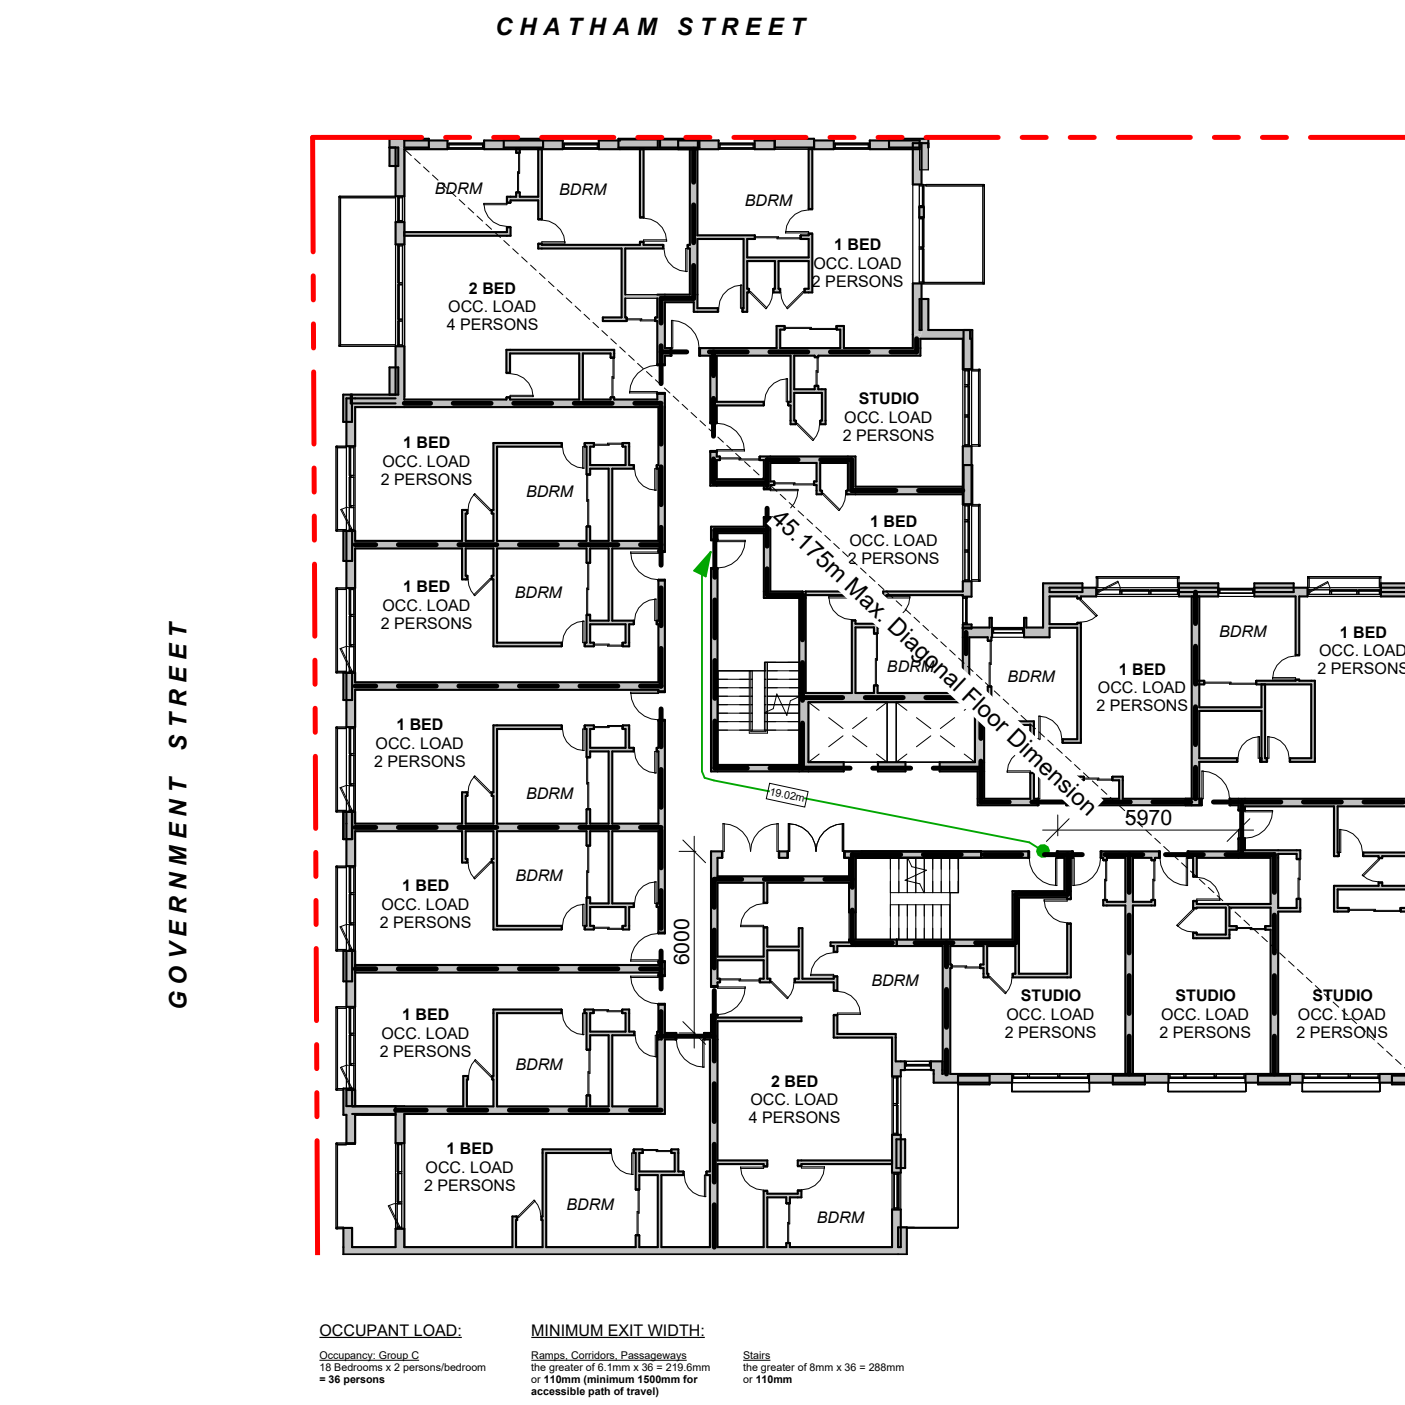 CHATHAM STREET
GOVERNMENT STREET
BDRM
BDRM
BDRM
1 BED
OCC. LOAD
2 PERSONS
2 BED
OCC. LOAD
4 PERSONS
STUDIO
OCC. LOAD
2 PERSONS
1 BED
OCC. LOAD
2 PERSONS
BDRM
1 BED
OCC. LOAD
2 PERSONS
45.175m Max. Diagonal Floor Dimension
1 BED
OCC. LOAD
2 PERSONS
BDRM
BDRM
BDRM
1 BED
OCC. LOAD
2 PERSONS
BDRM
1 BED
OCC. LOAD
2 PERSONS
1 BED
OCC. LOAD
2 PERSONS
BDRM
19.02m
5970
1 BED
OCC. LOAD
2 PERSONS
BDRM
6000
BDRM
STUDIO
OCC. LOAD
2 PERSONS
STUDIO
OCC. LOAD
2 PERSONS
STUDIO
OCC. LOAD
2 PERSONS
1 BED
OCC. LOAD
2 PERSONS
BDRM
2 BED
OCC. LOAD
4 PERSONS
1 BED
OCC. LOAD
2 PERSONS
BDRM
BDRM
OCCUPANT LOAD:
Occupancy: Group C
18 Bedrooms x 2 persons/bedroom
= 36 persons
MINIMUM EXIT WIDTH:
Ramps, Corridors, Passageways
the greater of 6.1mm x 36 = 219.6mm
or 110mm (minimum 1500mm for
accessible path of travel)
Stairs
the greater of 8mm x 36 = 288mm
or 110mm